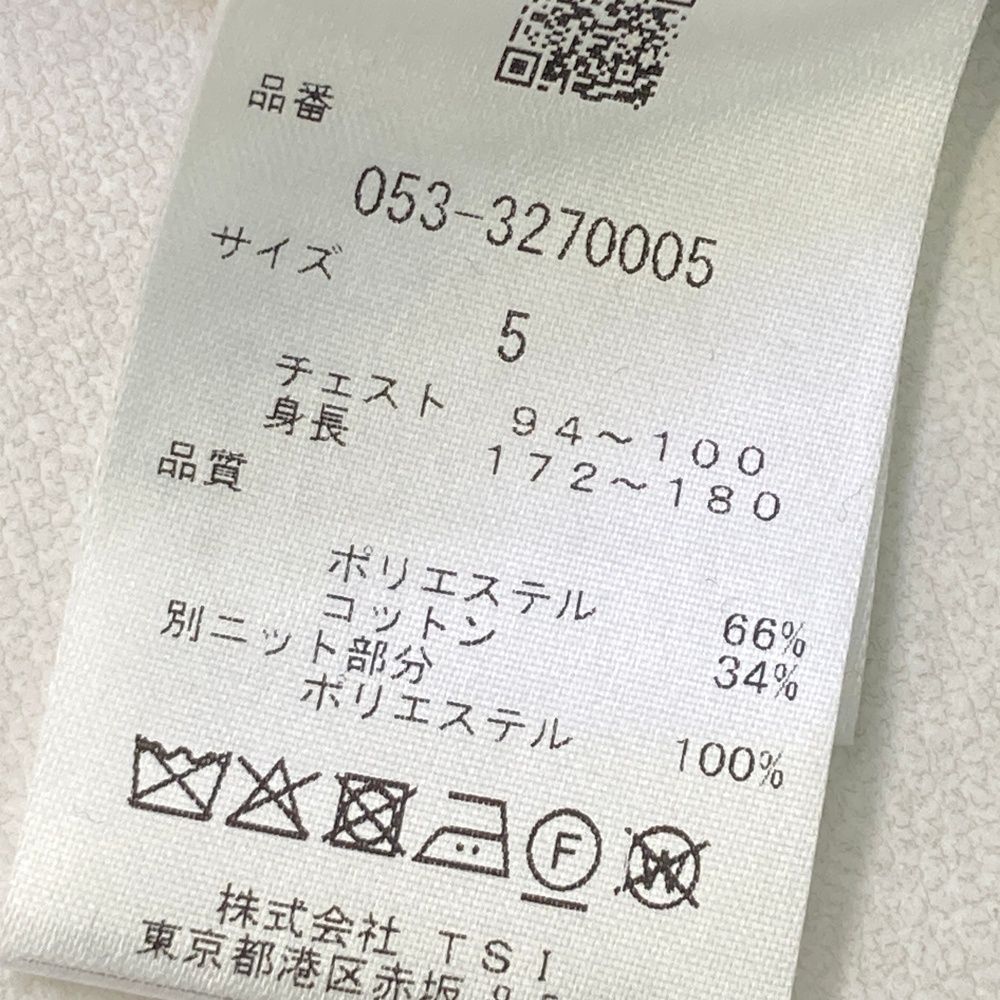 品番
053-3270005
サイズ
5
チェスト 94～100
身長 172～180
品質
ポリエステル 66%
コットン 34%
別ニット部分
ポリエステル 100%
F
W
株式会社 TSI
東京都港区赤坂